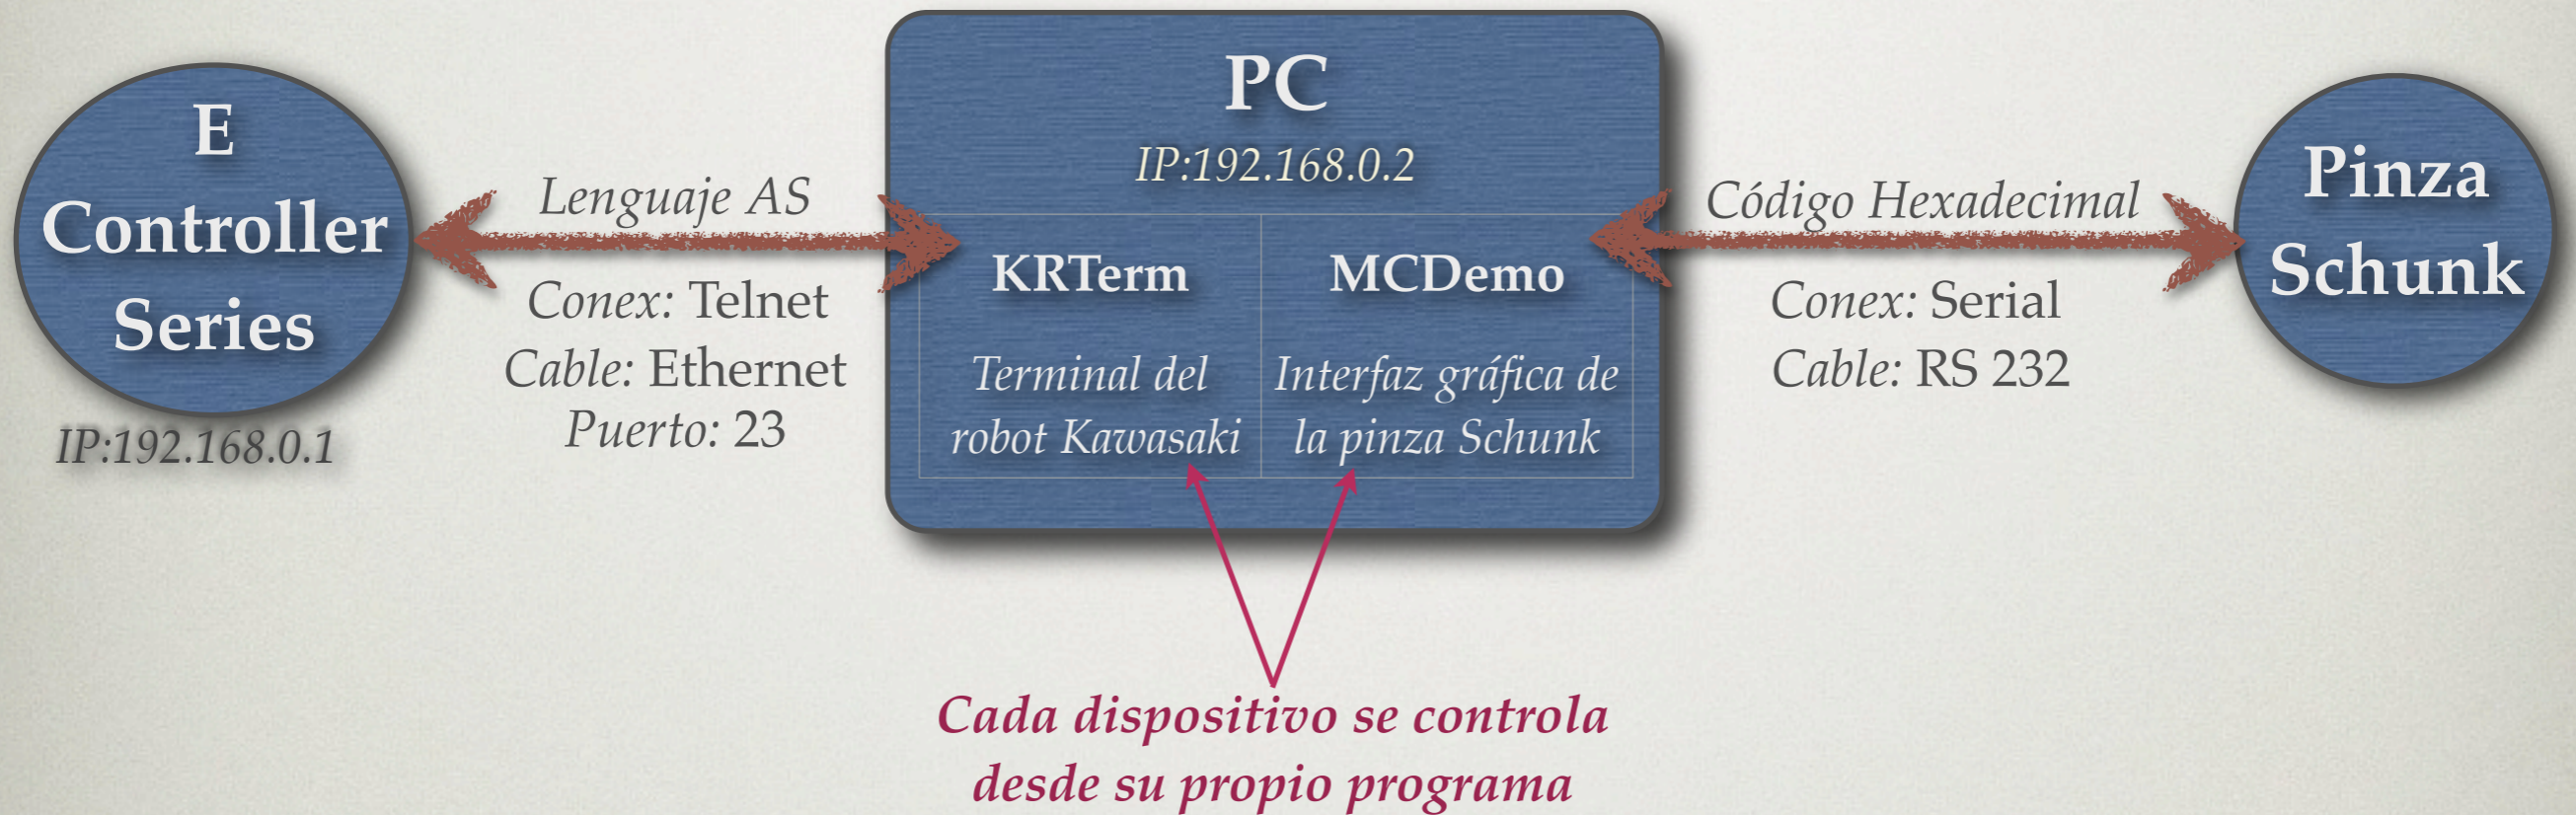 E
Controller
Series
IP:192.168.0.1
Lenguaje AS
Conex: Telnet
Cable: Ethernet
Puerto: 23
PC
IP:192.168.0.2
KRTerm
Terminal del
robot Kawasaki
MCDemo
Interfaz gráfica de
la pinza Schunk
Código Hexadecimal
Conex: Serial
Cable: RS 232
Pinza
Schunk
Cada dispositivo se controla
desde su propio programa